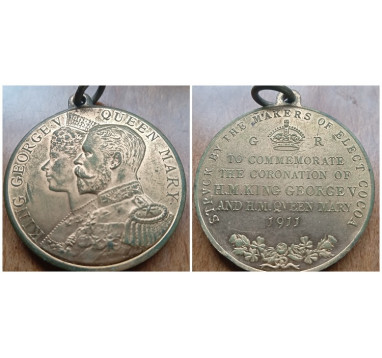 KING GEORGE V QUEEN MARY
STRUCK BY THE MAKERS OF ELECT COCOA
G R
TO COMMEMORATE
THE CORONATION OF
H.M. KING GEORGE V
AND H.M. QUEEN MARY
1911